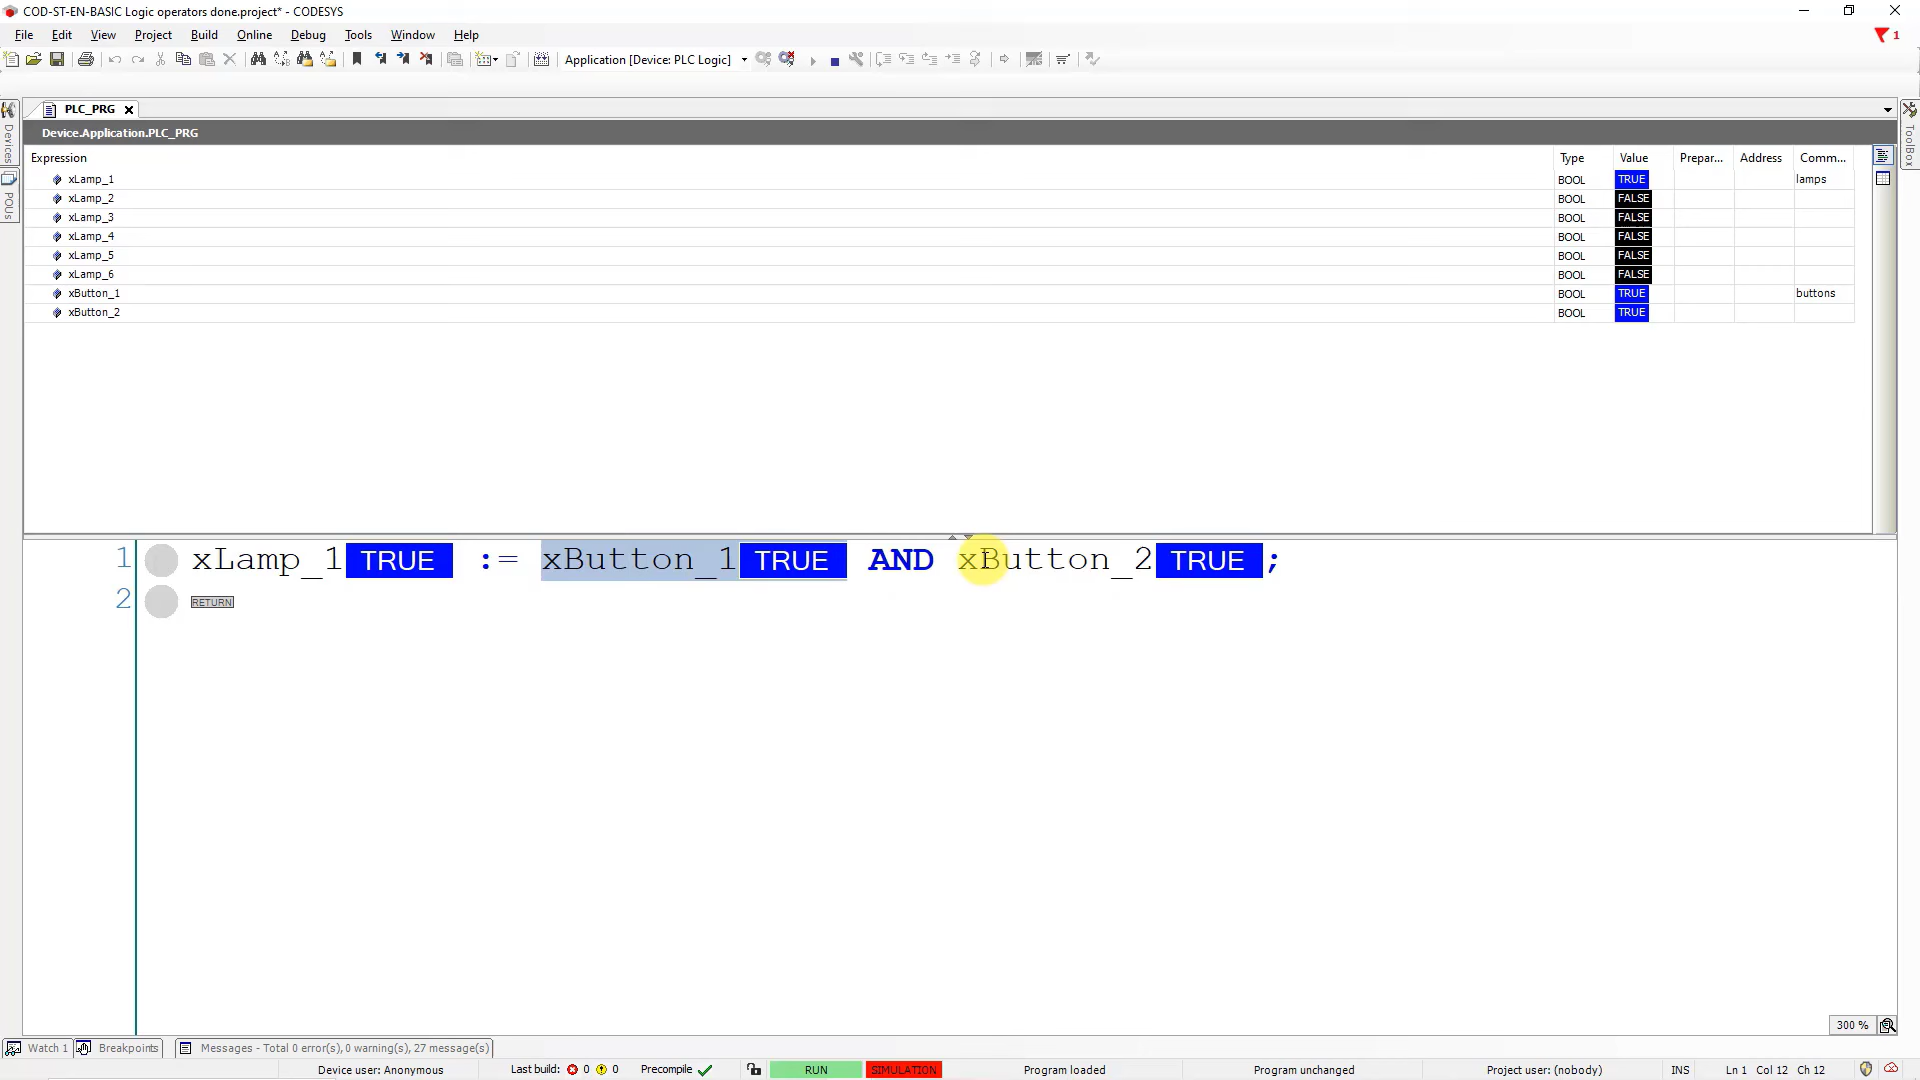 COD-ST-EN-BASIC Logic operators done.project* - CODESYS
File Edit View Project Build Online Debug Tools Window Help
1
Application [Device: PLC Logic]
PLC_PRG
Device.Application.PLC_PRG
Devices
POUs
ToolBox
Expression Type Value Prepar... Address Comm...
xLamp_1 BOOL TRUE lamps
xLamp_2 BOOL FALSE
xLamp_3 BOOL FALSE
xLamp_4 BOOL FALSE
xLamp_5 BOOL FALSE
xLamp_6 BOOL FALSE
xButton_1 BOOL TRUE buttons
xButton_2 BOOL TRUE
1 xLamp_1 TRUE := xButton_1 TRUE AND xButton_2 TRUE ;
2 RETURN
300 %
Watch 1 Breakpoints Messages - Total 0 error(s), 0 warning(s), 27 message(s)
Device user: Anonymous Last build: 0 0 Precompile RUN SIMULATION Program loaded Program unchanged Project user: (nobody) INS Ln 1 Col 12 Ch 12